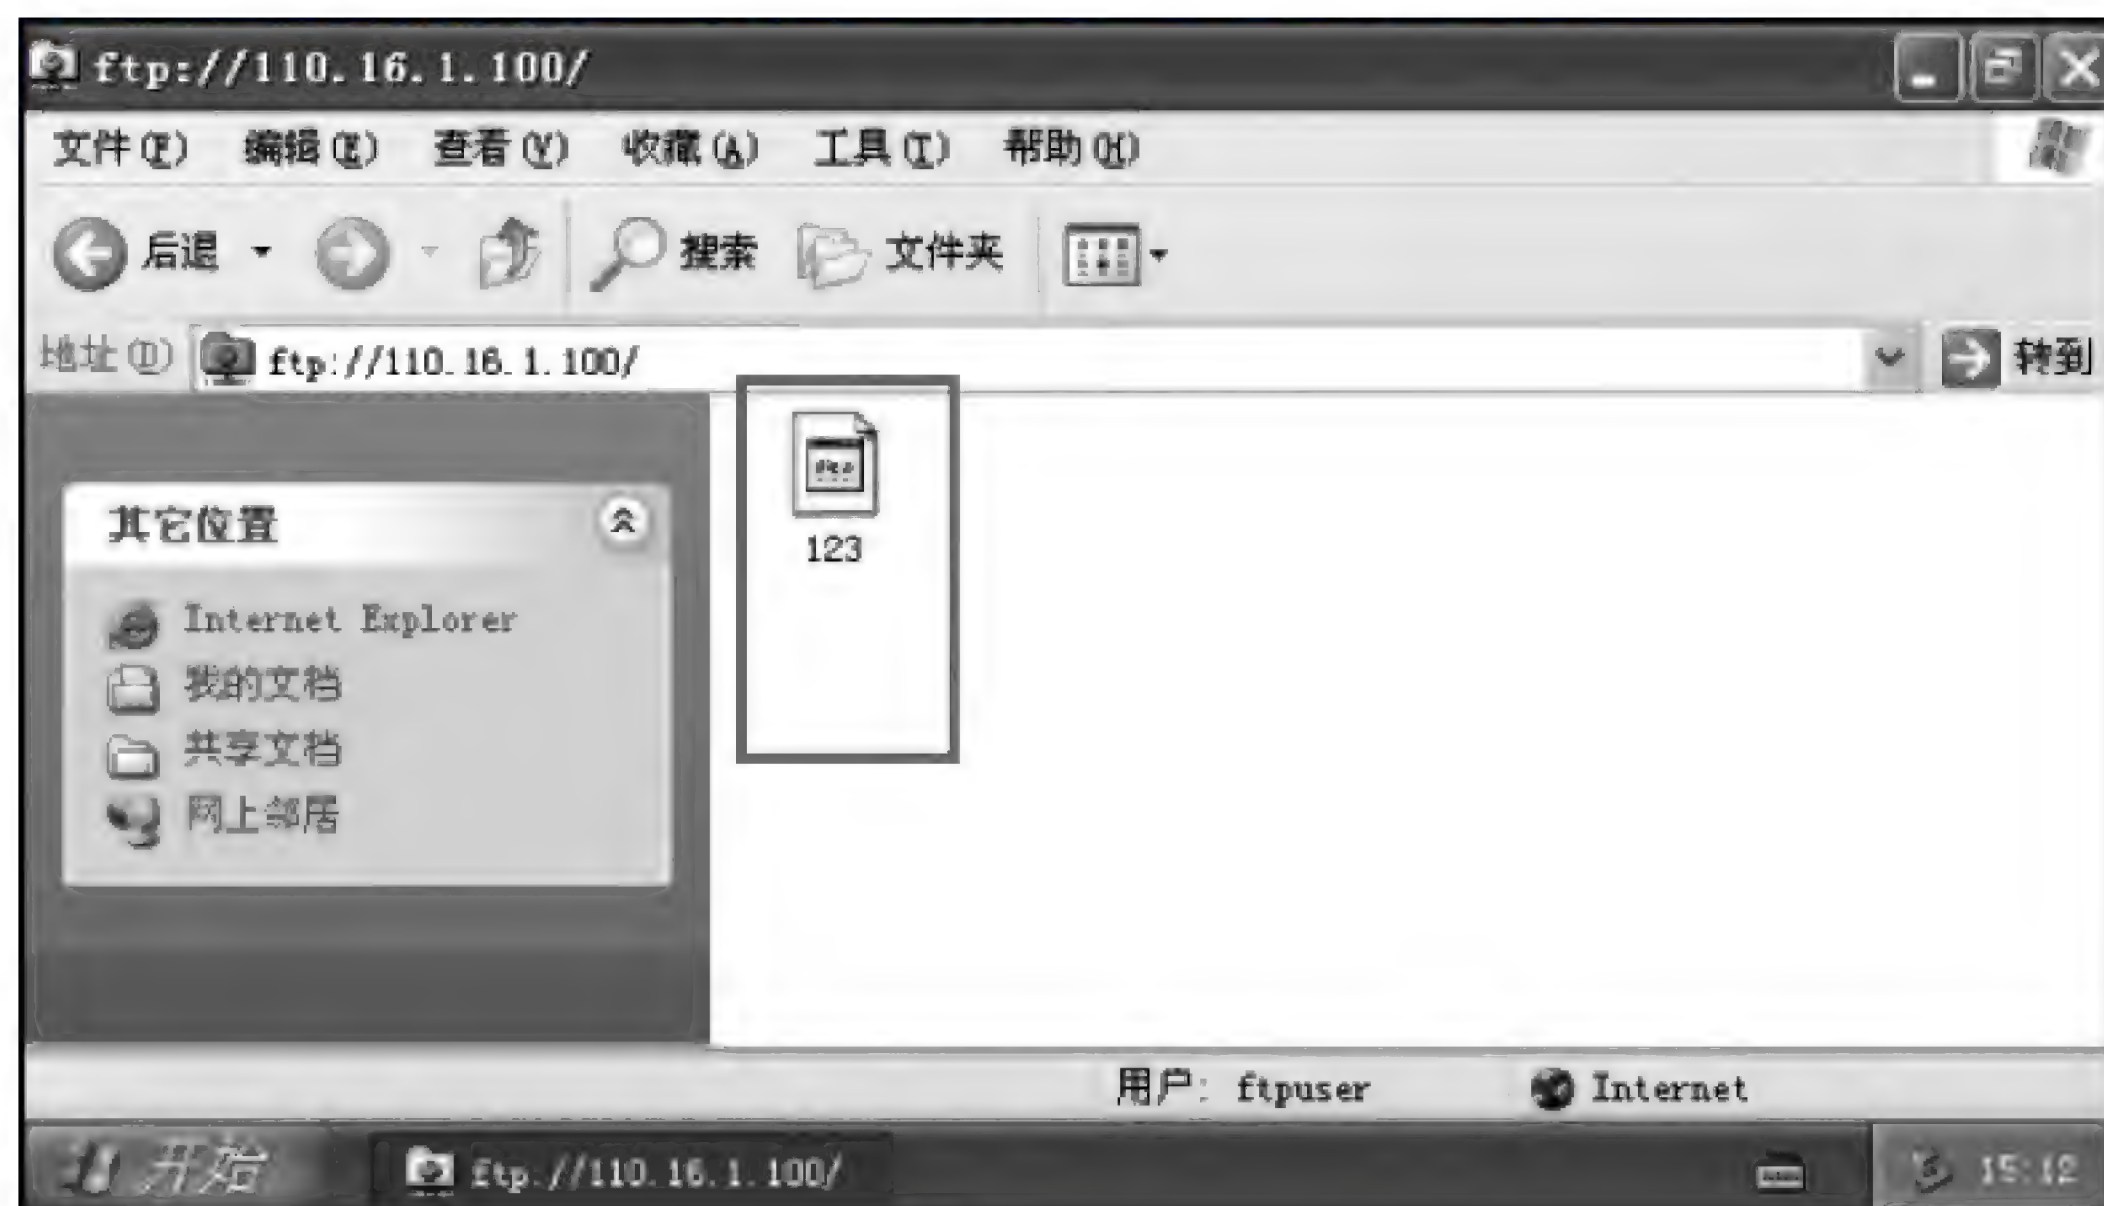 ftp://110.16.1.100/
文件(F) 编辑(E) 查看(V) 收藏(A) 工具(T) 帮助(H)
后退 搜索 文件夹
地址(D) ftp://110.16.1.100/ 转到
123
其它位置
Internet Explorer
我的文档
共享文档
网上邻居
用户: ftpuser Internet
开始 ftp://110.16.1.100/ 15:12